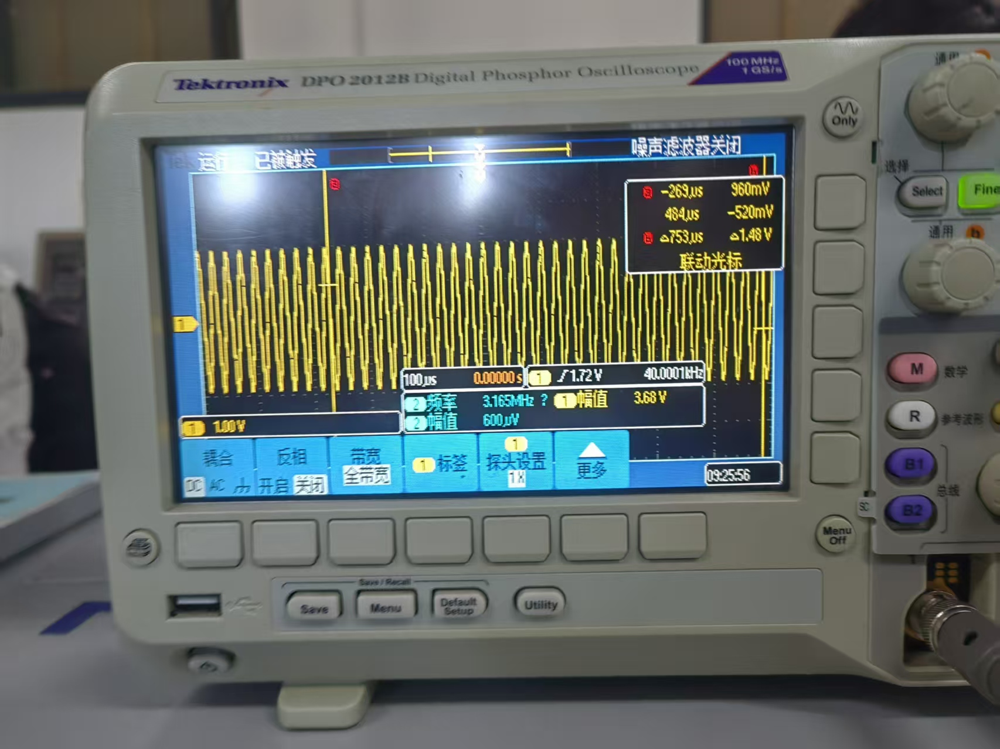 Tektronix DPO 2012B Digital Phosphor Oscilloscope
100 MHz
1 GS/s
Tek 运行 已被触发 噪声滤波器关闭
-269µs 960mV
484µs -520mV
△753µs △1.48 V
联动光标
1
100µs 0.00000 s 1 1.72 V 40.0001kHz
2 频率 3.165MHz ? 1 幅值 3.68 V
2 幅值 600µV
1 1.00 V
耦合
DC AC
反相
开启 关闭
带宽
全带宽
1 标签
1
探头设置
1X
更多
09:25:56
Only
通用
选择
Select
Fine
通用 b
M 数学
R 参考波形
B1
总线
B2
Menu
Off
Save / Recall
Save
Menu
Default
Setup
Utility